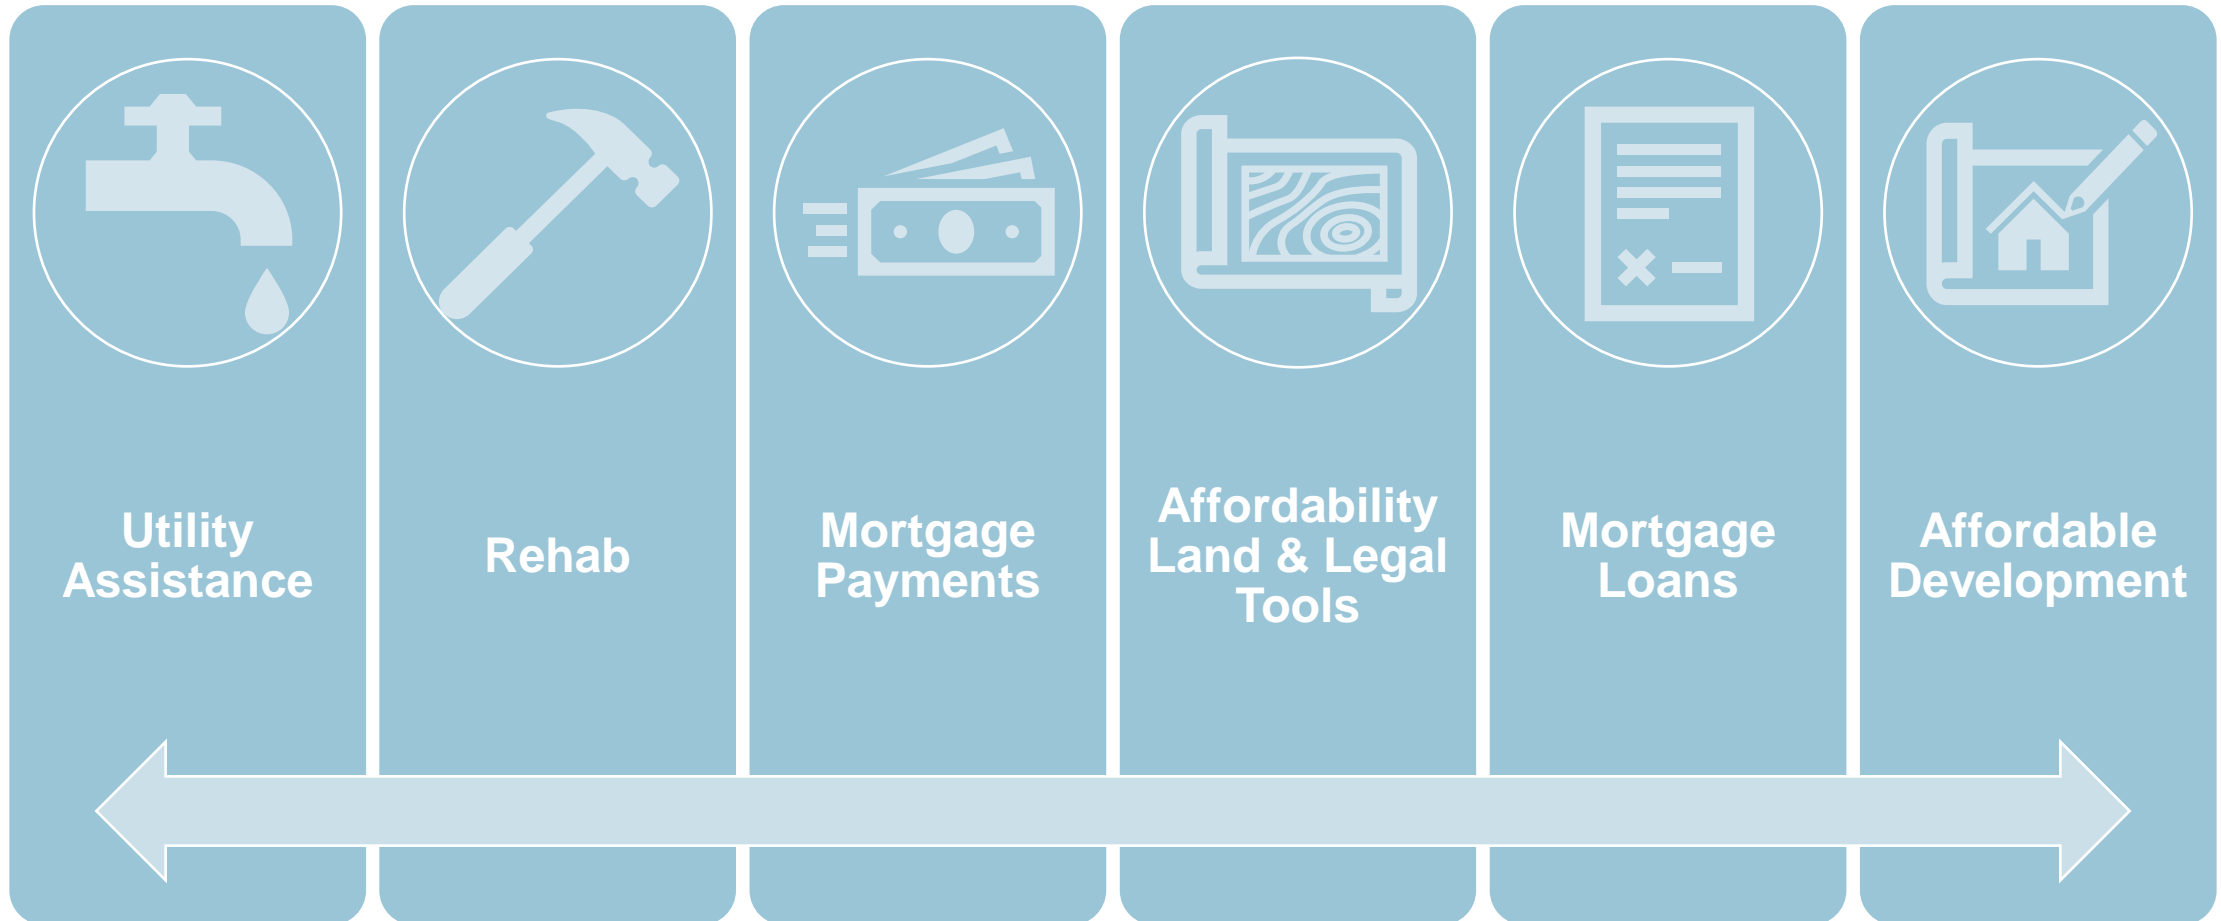 Utility
Assistance
Rehab
Mortgage
Payments
Affordability
Land & Legal
Tools
Mortgage
Loans
Affordable
Development